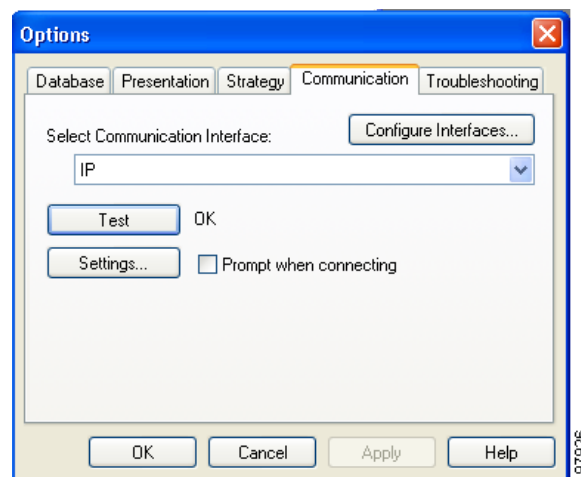 Options
Database Presentation Strategy Communication Troubleshooting
Select Communication Interface: Configure Interfaces...
IP
Test OK
Settings... Prompt when connecting
OK Cancel Apply Help